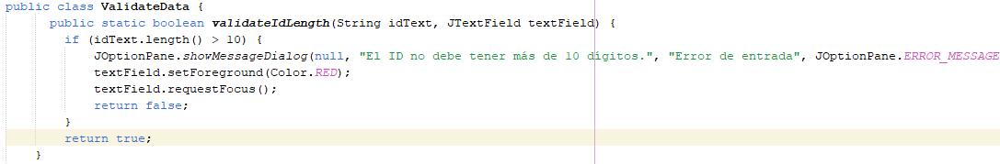 public class ValidateData {
public static boolean validateIdLength(String idText, JTextField textField) {
if (idText.length() > 10) {
JOptionPane.showMessageDialog(null, "El ID no debe tener más de 10 dígitos.", "Error de entrada", JOptionPane.ERROR_MESSAGE
textField.setForeground(Color.RED);
textField.requestFocus();
return false;
}
return true;
}